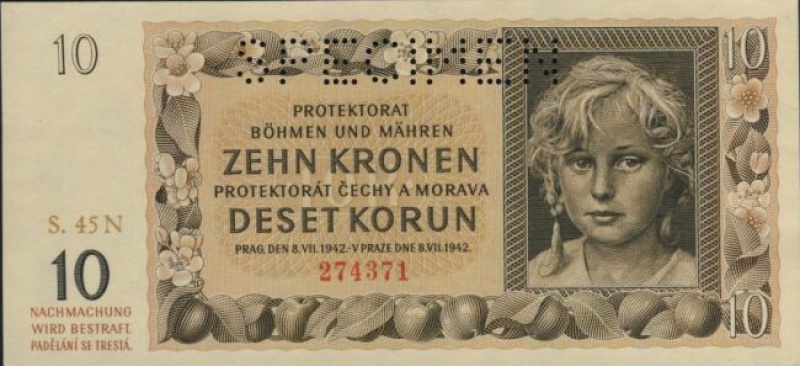 10
SPECIMEN
10
PROTEKTORAT
BÖHMEN UND MÄHREN
ZEHN KRONEN
PROTEKTORÁT ČECHY A MORAVA
DESET KORUN
PRAG, DEN 8.VII.1942.-V PRAZE DNE 8.VII.1942.
274371
S. 45 N
10
NACHMACHUNG
WIRD BESTRAFT.
PADĚLÁNÍ SE TRESTÁ.
10